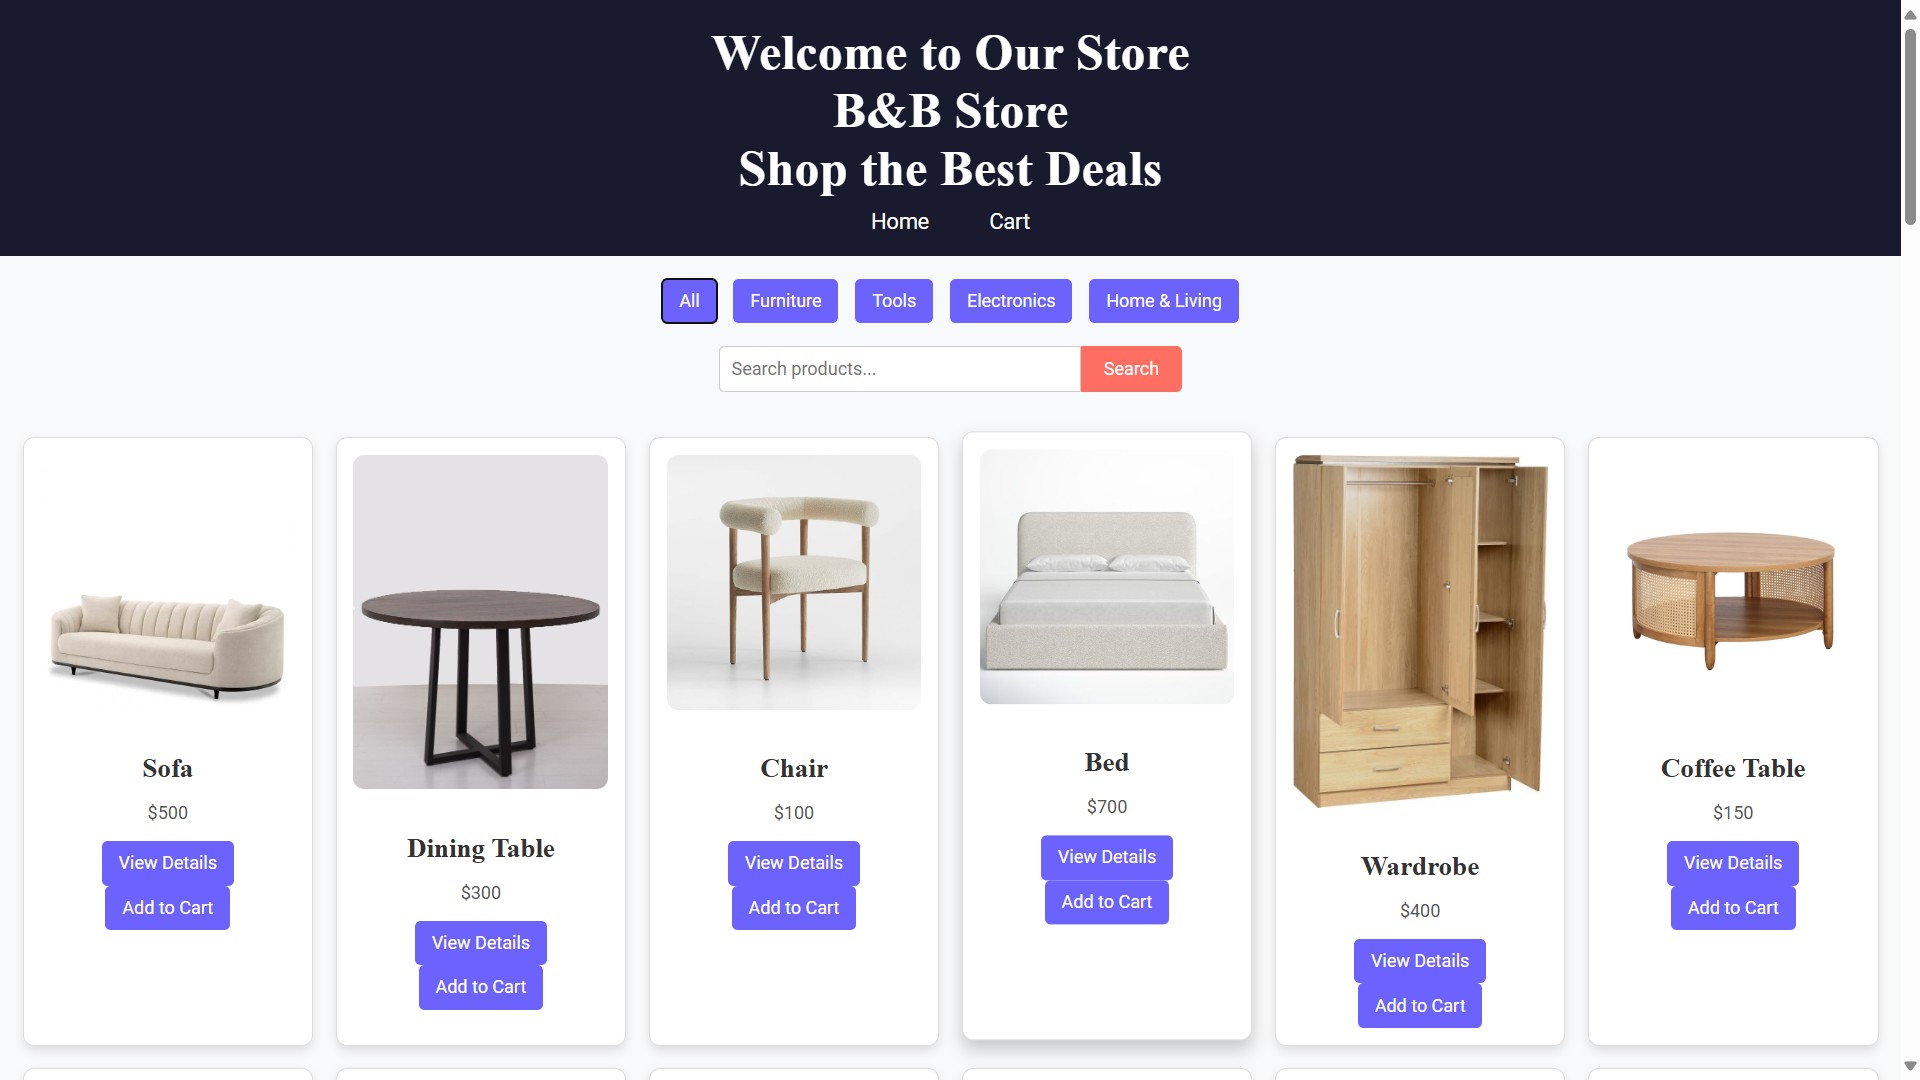 Welcome to Our Store
B&B Store
Shop the Best Deals
Home Cart
All Furniture Tools Electronics Home & Living
Search products... Search
Sofa
$500
View Details
Add to Cart
Dining Table
$300
View Details
Add to Cart
Chair
$100
View Details
Add to Cart
Bed
$700
View Details
Add to Cart
Wardrobe
$400
View Details
Add to Cart
Coffee Table
$150
View Details
Add to Cart